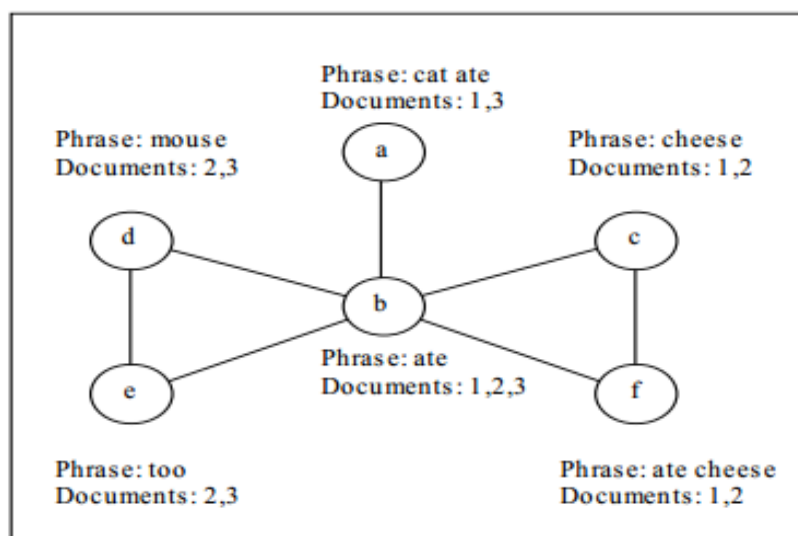 Phrase: cat ate
Documents: 1,3
a
Phrase: mouse
Documents: 2,3
d
Phrase: cheese
Documents: 1,2
c
b
Phrase: ate
Documents: 1,2,3
e
Phrase: too
Documents: 2,3
f
Phrase: ate cheese
Documents: 1,2